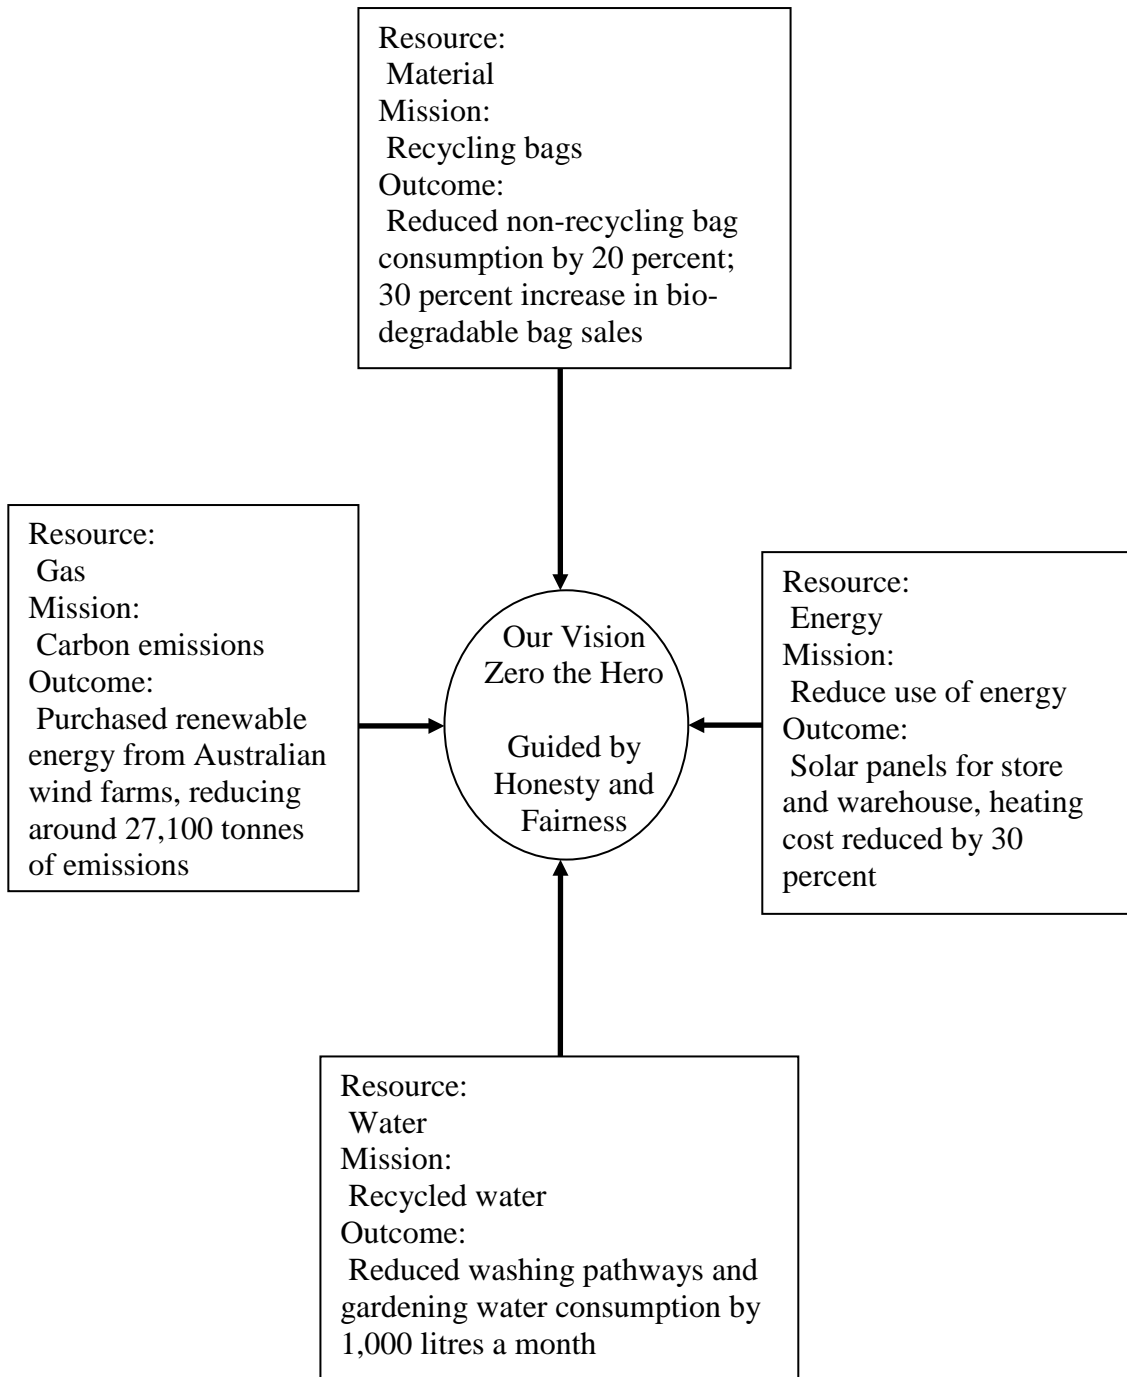 Resource:
Material
Mission:
Recycling bags
Outcome:
Reduced non-recycling bag
consumption by 20 percent;
30 percent increase in bio-
degradable bag sales
Resource:
Gas
Mission:
Carbon emissions
Outcome:
Purchased renewable
energy from Australian
wind farms, reducing
around 27,100 tonnes
of emissions
Our Vision
Zero the Hero
Guided by
Honesty and
Fairness
Resource:
Energy
Mission:
Reduce use of energy
Outcome:
Solar panels for store
and warehouse, heating
cost reduced by 30
percent
Resource:
Water
Mission:
Recycled water
Outcome:
Reduced washing pathways and
gardening water consumption by
1,000 litres a month